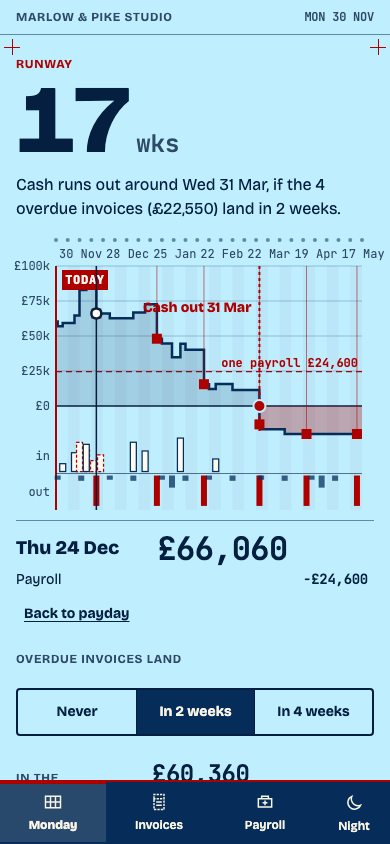 MARLOW & PIKE STUDIO
MON 30 NOV
RUNWAY
17 wks
Cash runs out around Wed 31 Mar, if the 4
overdue invoices (£22,550) land in 2 weeks.
30 Nov 28 Dec 25 Jan 22 Feb 22 Mar 19 Apr 17 May
£100k
TODAY
£75k
Cash out 31 Mar
£50k
one payroll £24,600
£25k
£0
in
out
Thu 24 Dec
£66,060
Payroll
-£24,600
Back to payday
OVERDUE INVOICES LAND
Never
In 2 weeks
In 4 weeks
IN THE
£60,360
Monday
Invoices
Payroll
Night